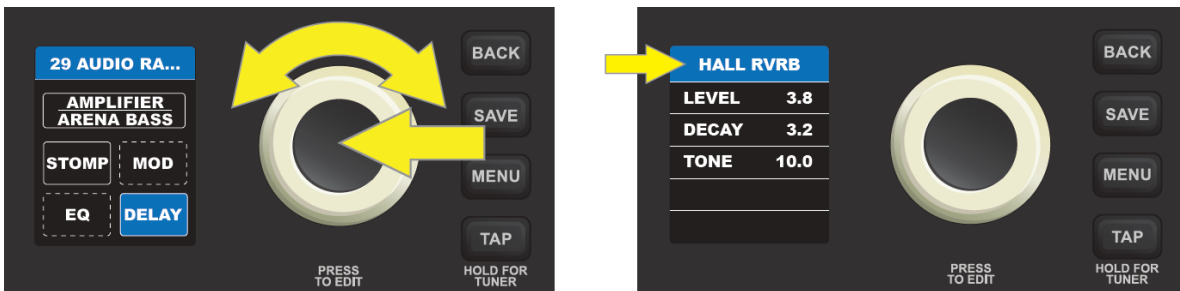 29 AUDIO RA...
AMPLIFIER
ARENA BASS
STOMP
MOD
EQ
DELAY
BACK
SAVE
MENU
TAP
PRESS
TO EDIT
HOLD FOR
TUNER
HALL RVRB
LEVEL 3.8
DECAY 3.2
TONE 10.0
BACK
SAVE
MENU
TAP
PRESS
TO EDIT
HOLD FOR
TUNER